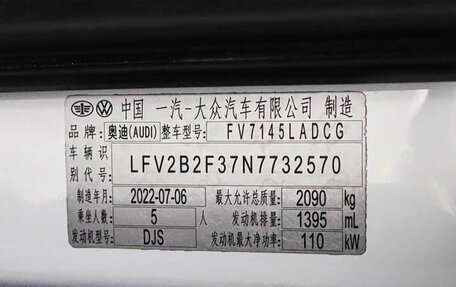 中国 一汽-大众汽车有限公司 制造
品牌: 奥迪(AUDI) 整车型号: FV7145LADCG
车辆识别代号: LFV2B2F37N7732570
制造年月 2022-07-06 最大允许总质量 2090 kg
乘坐人数 5 人 发动机排量 1395 mL
发动机型号 DJS 发动机最大净功率 110 kW